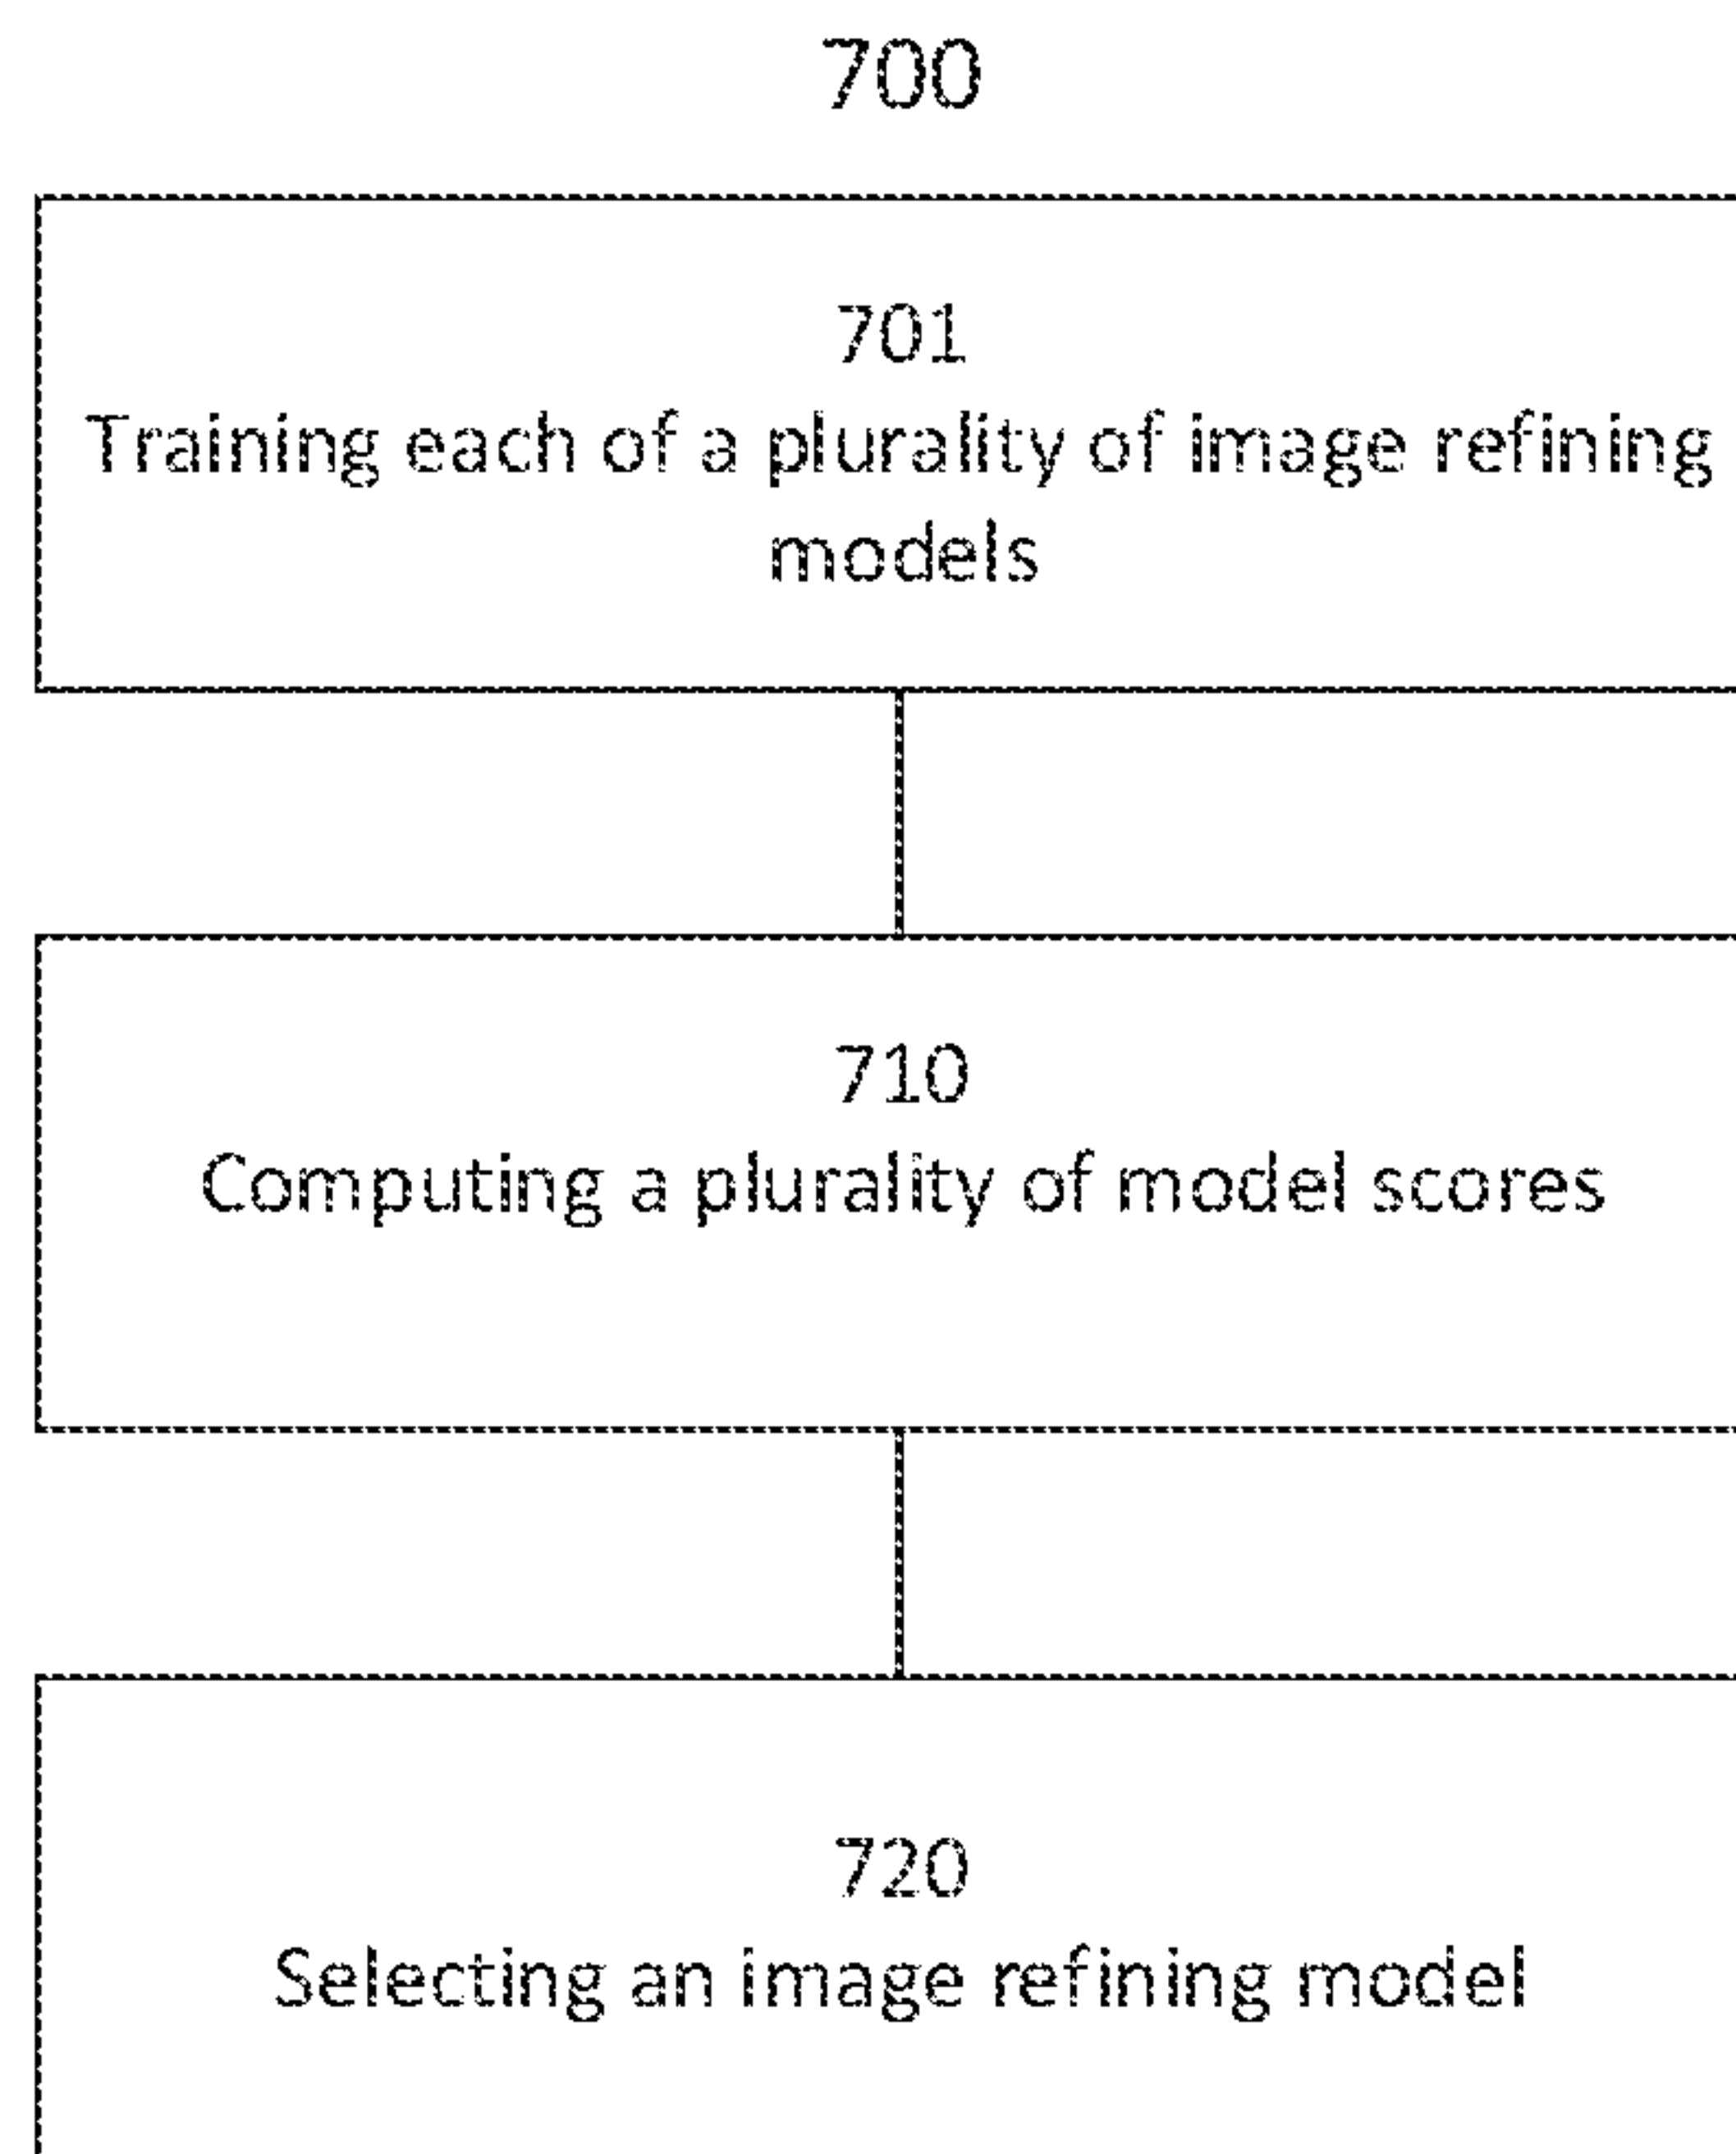 700
701
Training each of a plurality of image refining
models
710
Computing a plurality of model scores
720
Selecting an image refining model